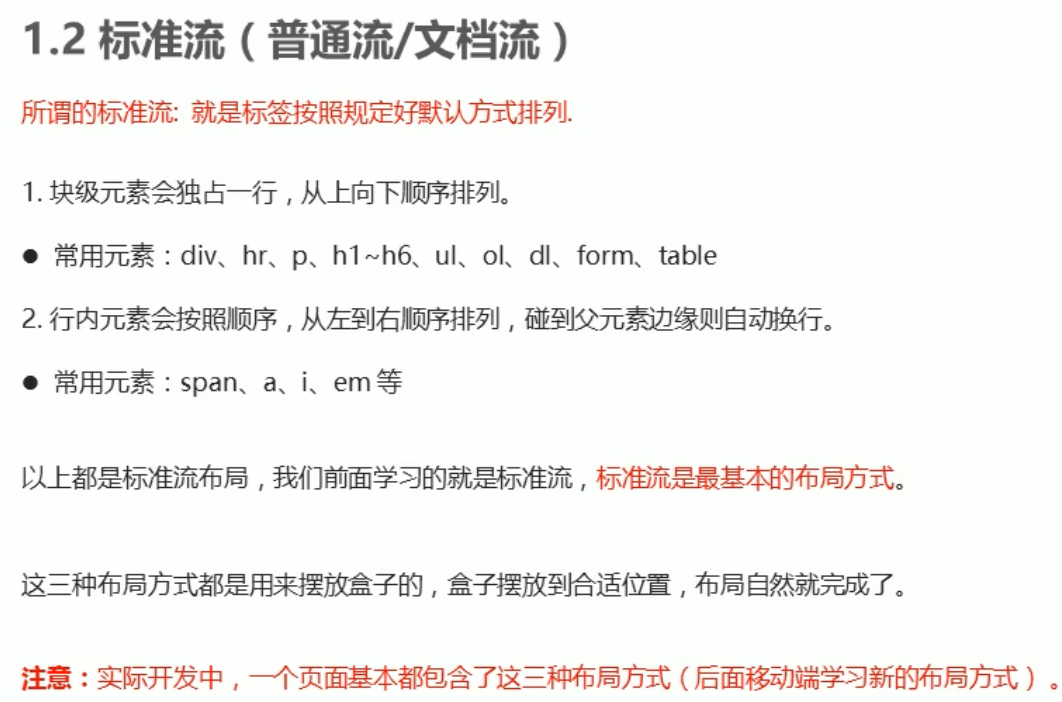 1.2 标准流（普通流/文档流）
所谓的标准流: 就是标签按照规定好默认方式排列.
1. 块级元素会独占一行，从上向下顺序排列。
● 常用元素：div、hr、p、h1~h6、ul、ol、dl、form、table
2. 行内元素会按照顺序，从左到右顺序排列，碰到父元素边缘则自动换行。
● 常用元素：span、a、i、em 等
以上都是标准流布局，我们前面学习的就是标准流，标准流是最基本的布局方式。
这三种布局方式都是用来摆放盒子的，盒子摆放到合适位置，布局自然就完成了。
注意：实际开发中，一个页面基本都包含了这三种布局方式（后面移动端学习新的布局方式）。